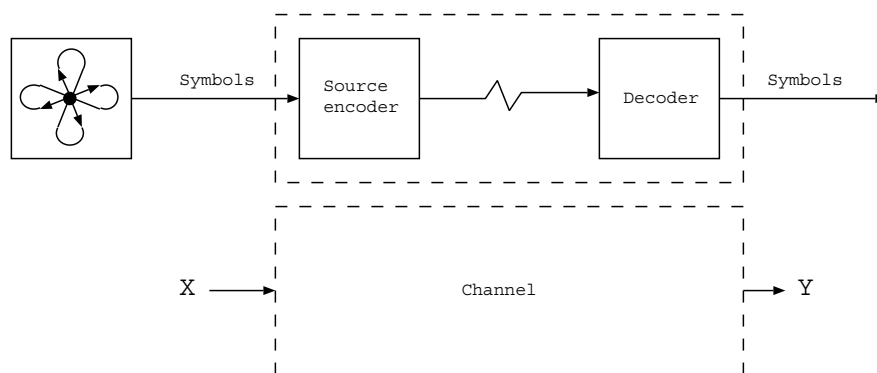 Symbols
Source
encoder
Decoder
Symbols
X
Channel
Y